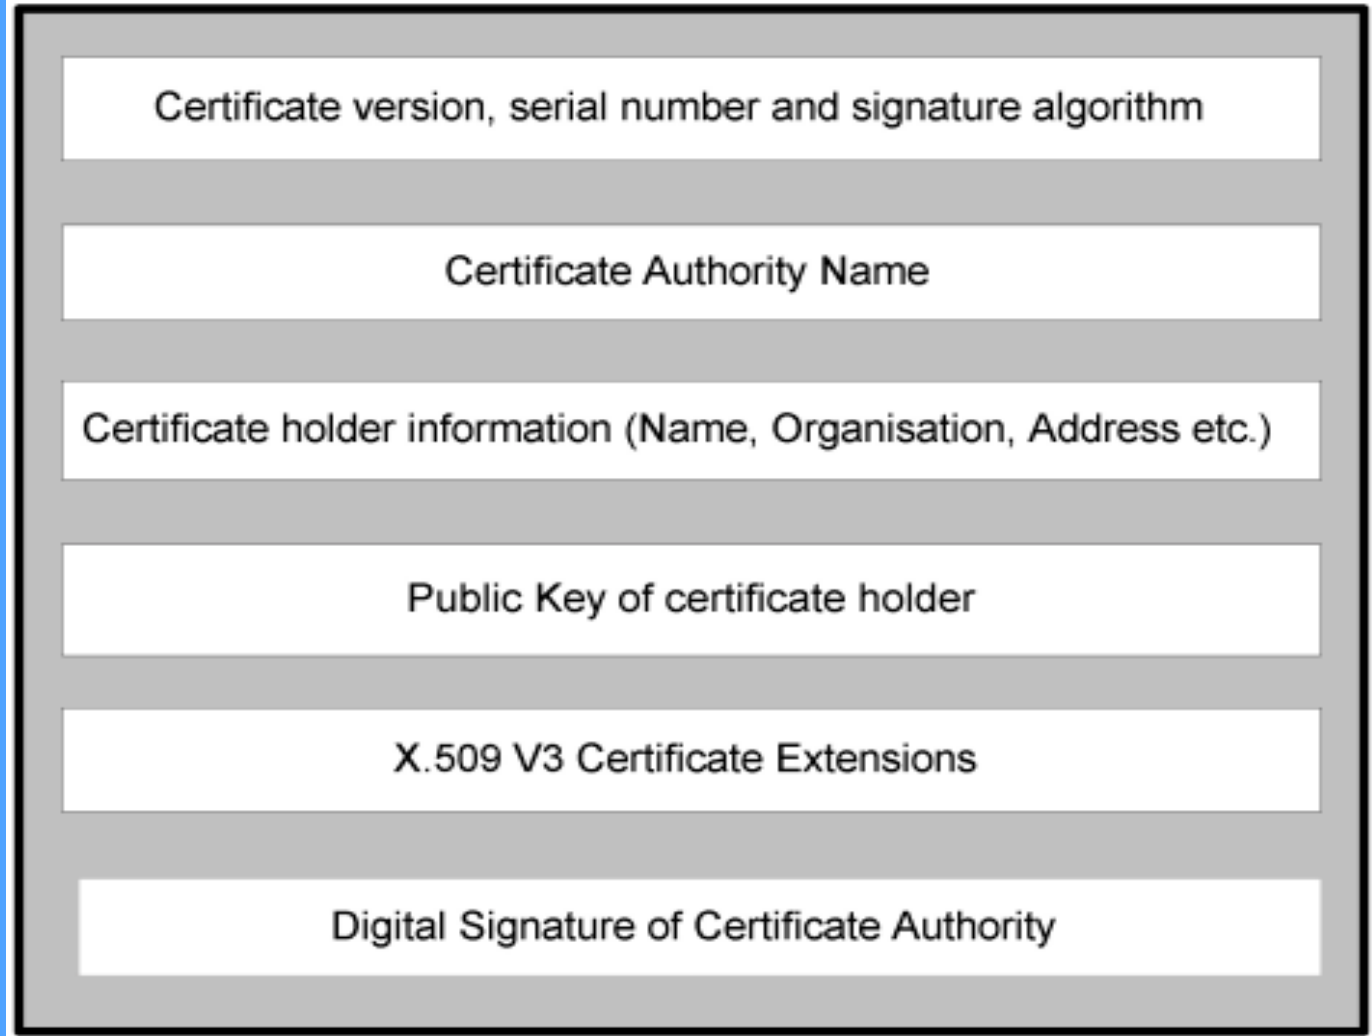 Certificate version, serial number and signature algorithm
Certificate Authority Name
Certificate holder information (Name, Organisation, Address etc.)
Public Key of certificate holder
X.509 V3 Certificate Extensions
Digital Signature of Certificate Authority